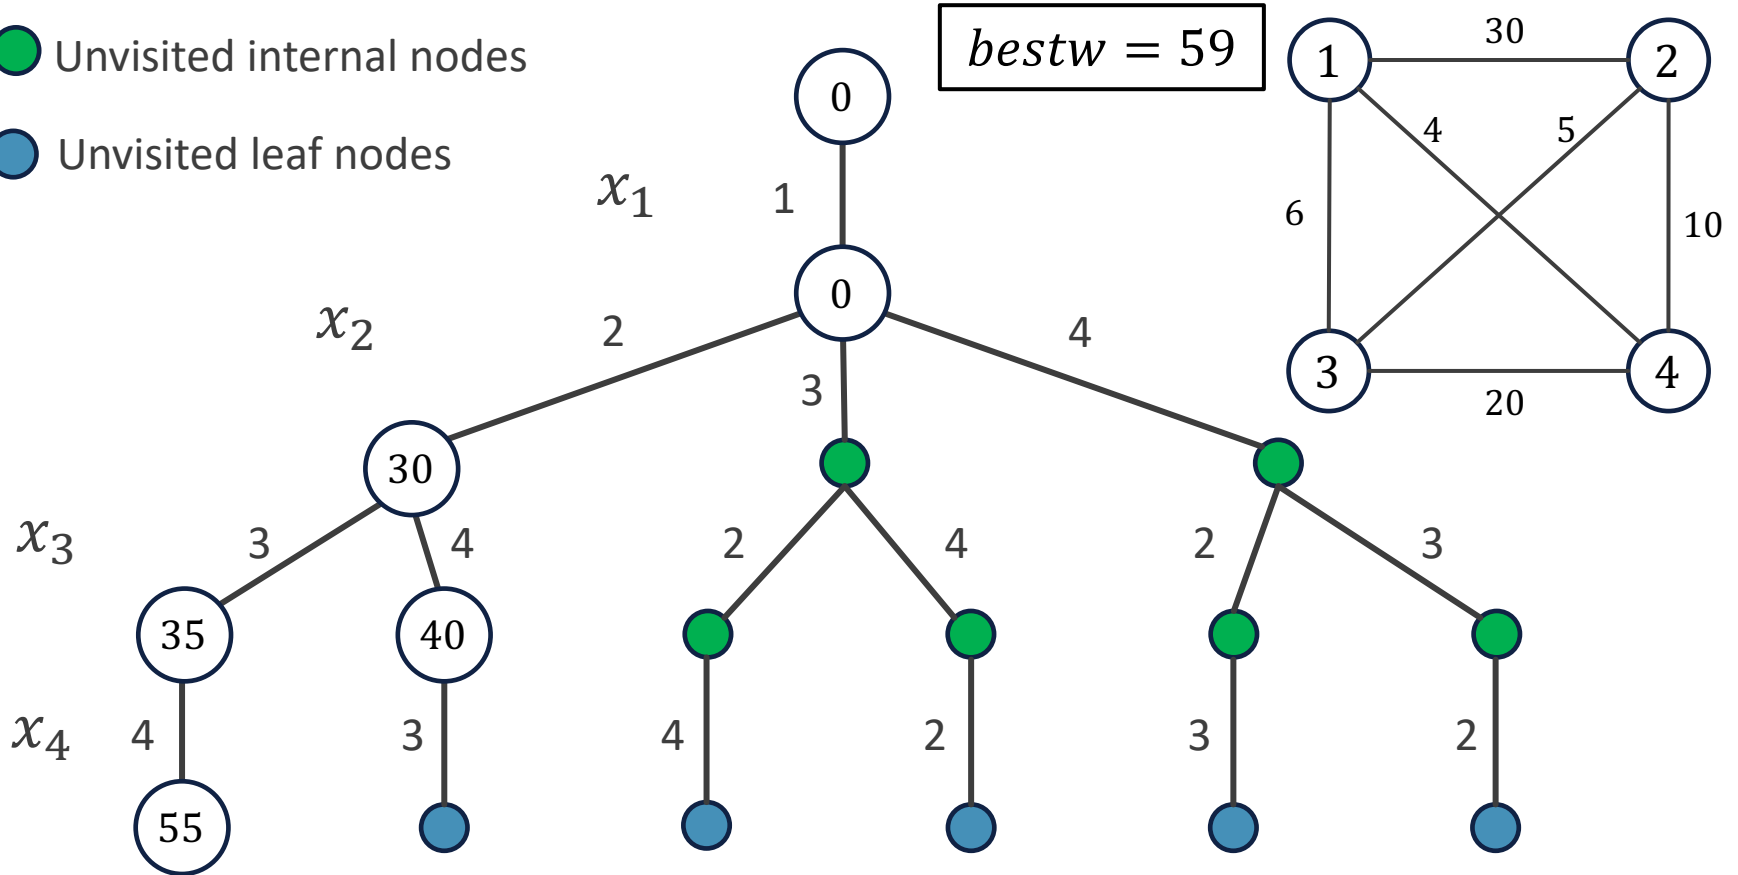 Unvisited internal nodes
Unvisited leaf nodes
bestw = 59
1 30 2
4 5
6 10
3 20 4
0
x₁ 1
0
x₂ 2 3 4
30
x₃ 3 4 2 4 2 3
35 40
x₄ 4 3 4 2 3 2
55